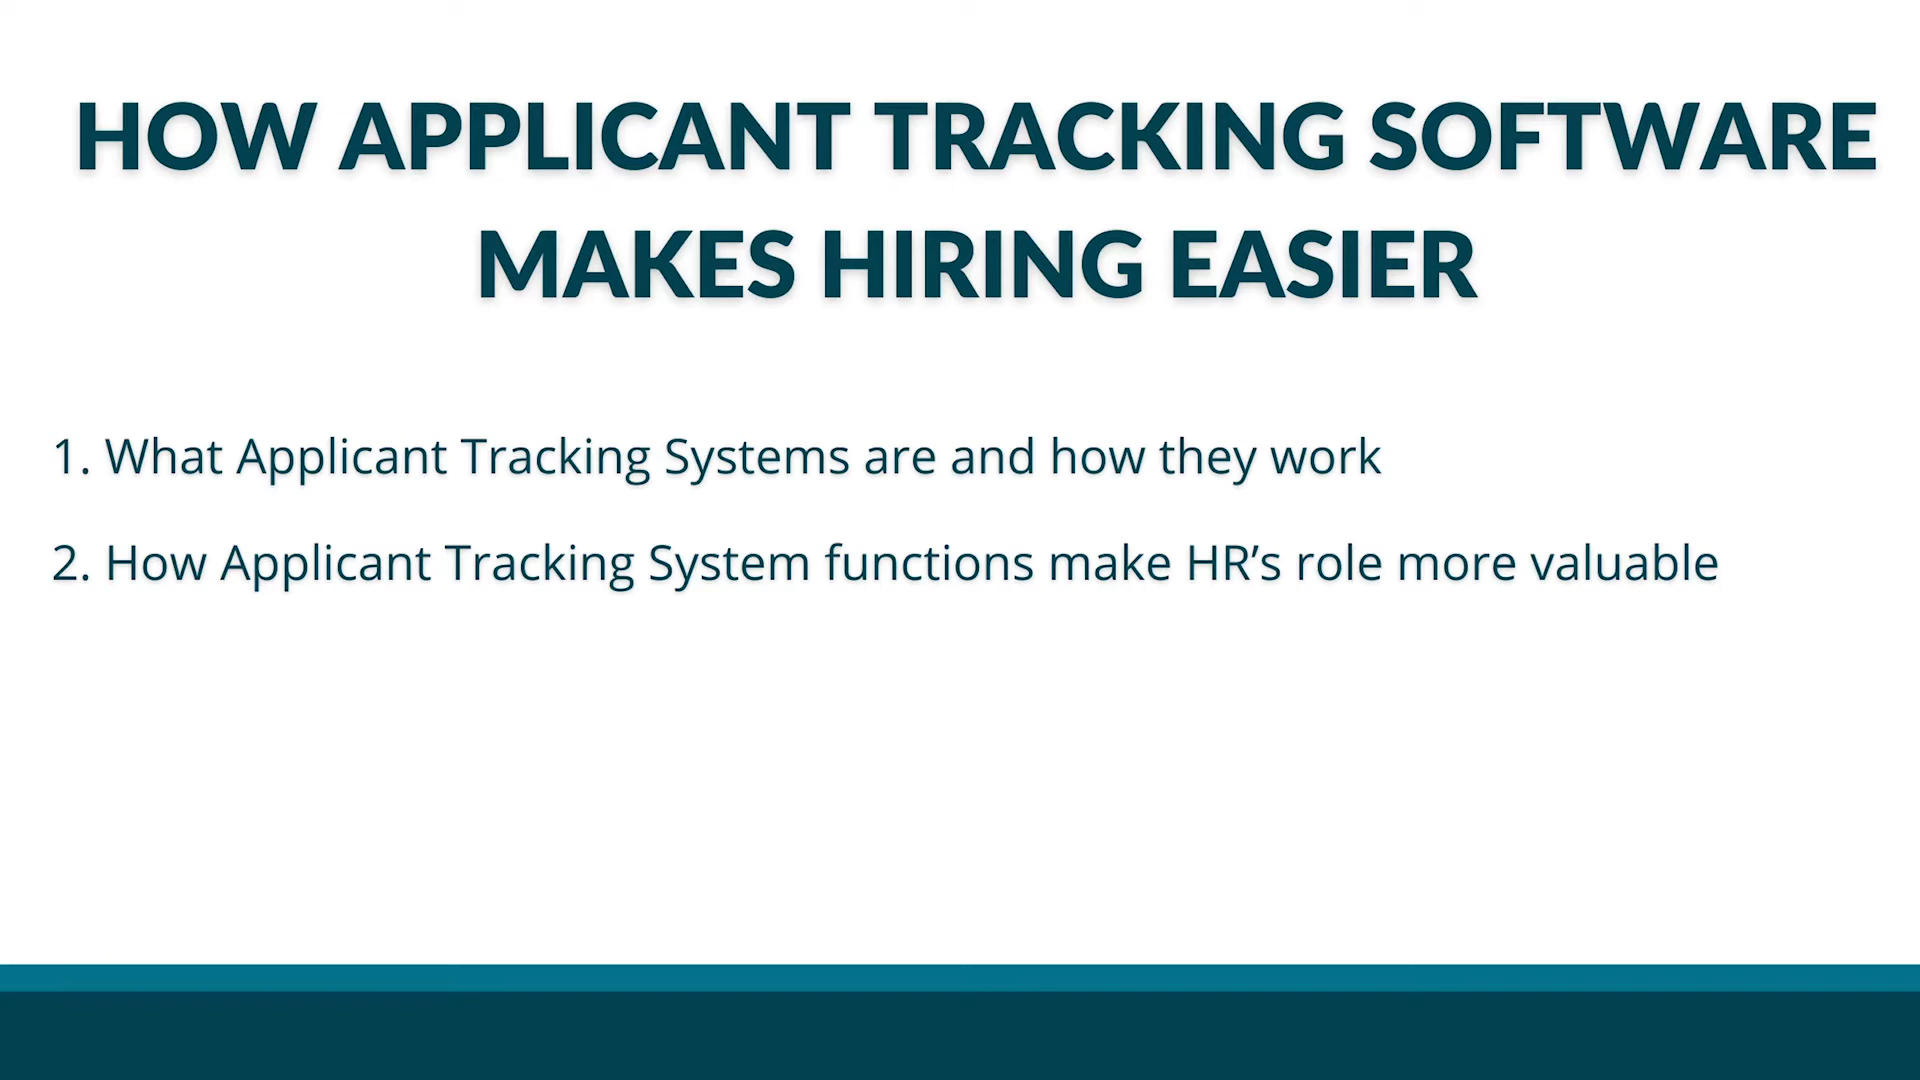 HOW APPLICANT TRACKING SOFTWARE
MAKES HIRING EASIER
1. What Applicant Tracking Systems are and how they work
2. How Applicant Tracking System functions make HR’s role more valuable